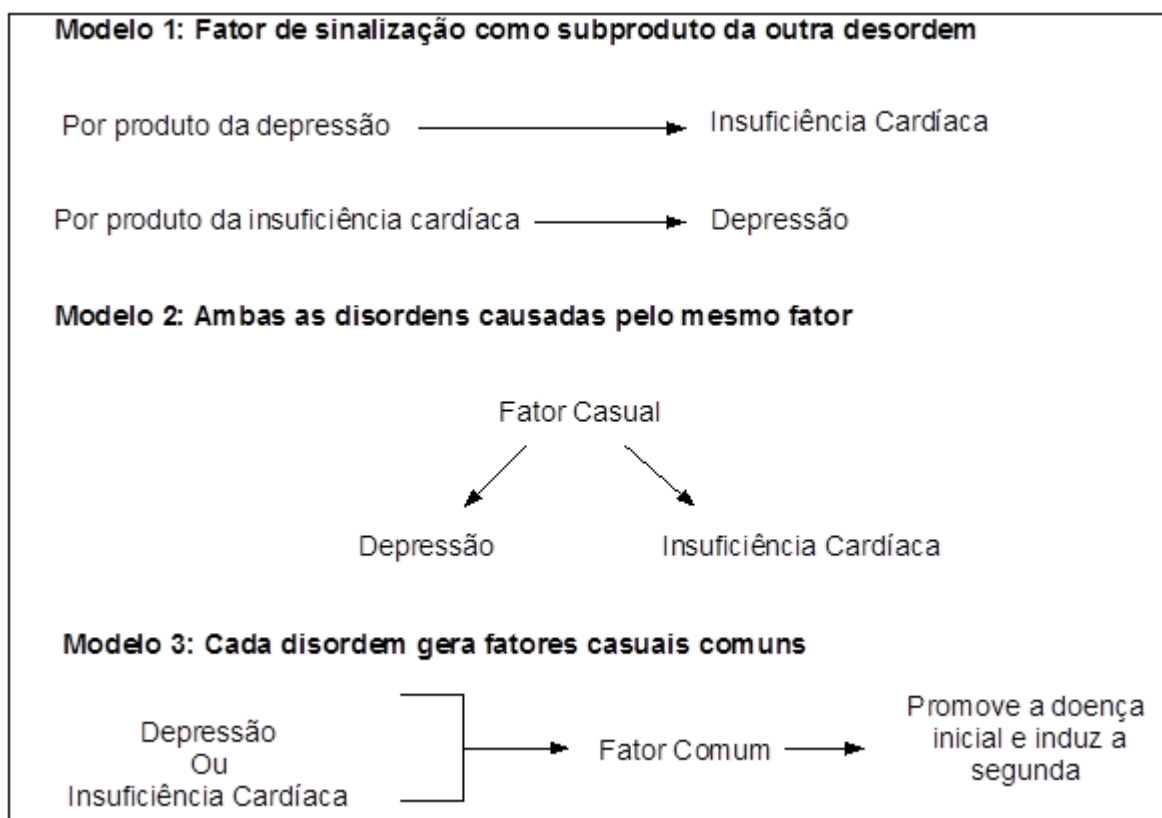 Modelo 1: Fator de sinalização como subproduto da outra desordem
Por produto da depressão
Insuficiência Cardíaca
Por produto da insuficiência cardíaca
Depressão
Modelo 2: Ambas as disordens causadas pelo mesmo fator
Fator Casual
Depressão
Insuficiência Cardíaca
Modelo 3: Cada disordem gera fatores casuais comuns
Depressão
Ou
Insuficiência Cardíaca
Fator Comum
Promove a doença
inicial e induz a
segunda